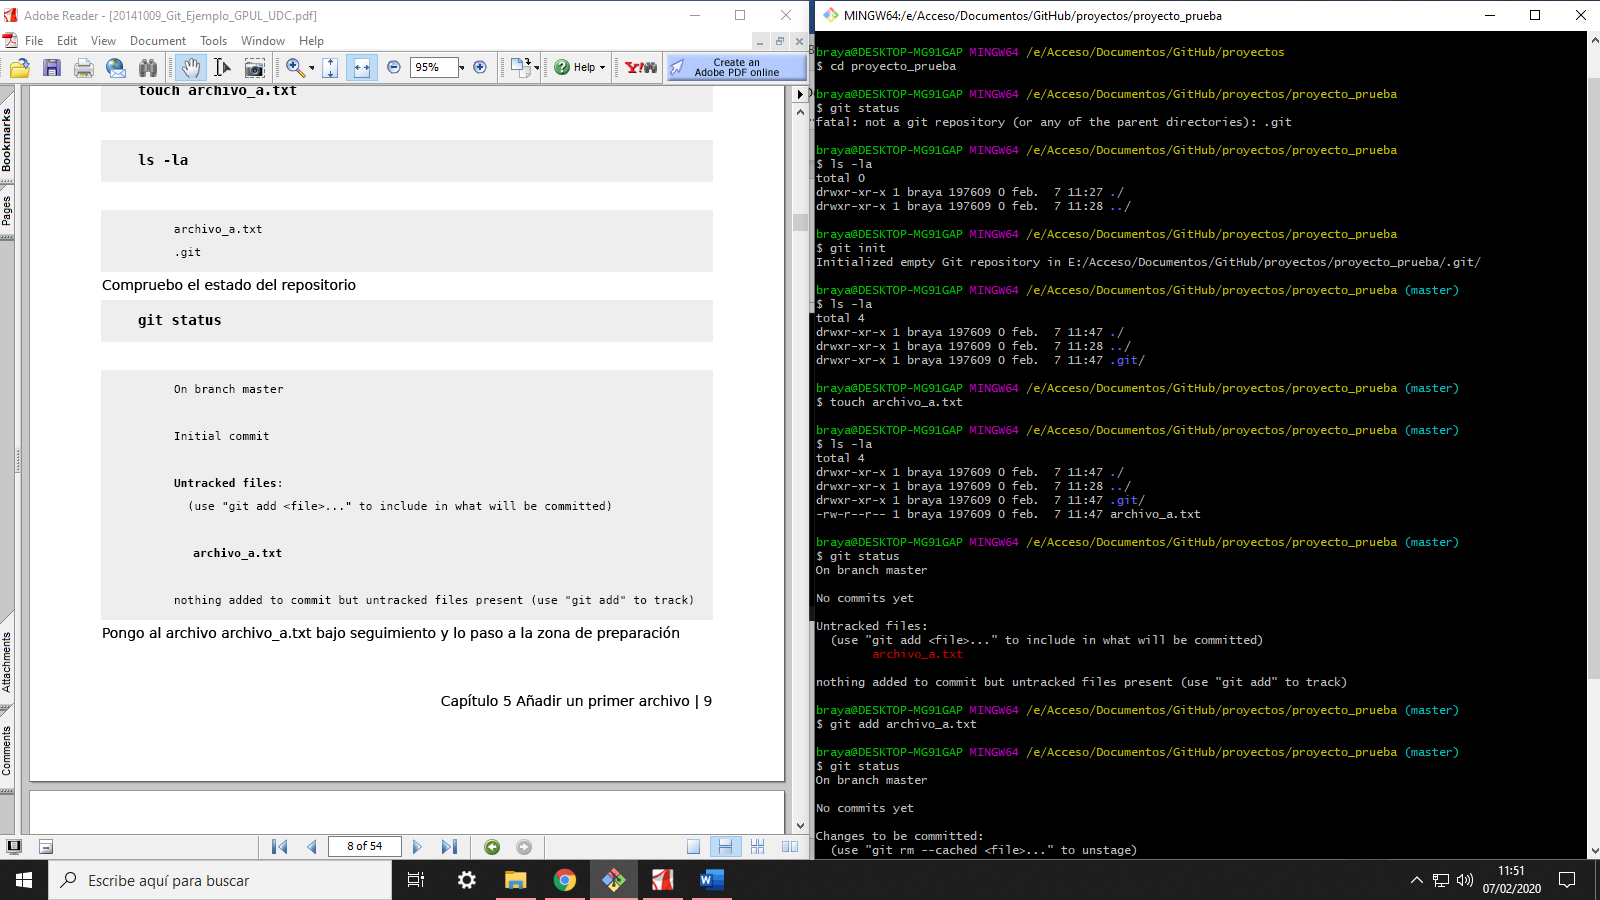 Adobe Reader - [20141009_Git_Ejemplo_GPUL_UDC.pdf]
File Edit View Document Tools Window Help
95%
Help
Y!
Create an
Adobe PDF online
Bookmarks
Pages
Attachments
Comments
touch archivo_a.txt
ls -la
archivo_a.txt
.git
Compruebo el estado del repositorio
git status
On branch master
Initial commit
Untracked files:
(use "git add <file>..." to include in what will be committed)
archivo_a.txt
nothing added to commit but untracked files present (use "git add" to track)
Pongo al archivo archivo_a.txt bajo seguimiento y lo paso a la zona de preparación
Capítulo 5 Añadir un primer archivo | 9
8 of 54
MINGW64:/e/Acceso/Documentos/GitHub/proyectos/proyecto_prueba
braya@DESKTOP-MG91GAP MINGW64 /e/Acceso/Documentos/GitHub/proyectos
$ cd proyecto_prueba
braya@DESKTOP-MG91GAP MINGW64 /e/Acceso/Documentos/GitHub/proyectos/proyecto_prueba
$ git status
fatal: not a git repository (or any of the parent directories): .git
braya@DESKTOP-MG91GAP MINGW64 /e/Acceso/Documentos/GitHub/proyectos/proyecto_prueba
$ ls -la
total 0
drwxr-xr-x 1 braya 197609 0 feb.  7 11:27 ./
drwxr-xr-x 1 braya 197609 0 feb.  7 11:28 ../
braya@DESKTOP-MG91GAP MINGW64 /e/Acceso/Documentos/GitHub/proyectos/proyecto_prueba
$ git init
Initialized empty Git repository in E:/Acceso/Documentos/GitHub/proyectos/proyecto_prueba/.git/
braya@DESKTOP-MG91GAP MINGW64 /e/Acceso/Documentos/GitHub/proyectos/proyecto_prueba (master)
$ ls -la
total 4
drwxr-xr-x 1 braya 197609 0 feb.  7 11:47 ./
drwxr-xr-x 1 braya 197609 0 feb.  7 11:28 ../
drwxr-xr-x 1 braya 197609 0 feb.  7 11:47 .git/
braya@DESKTOP-MG91GAP MINGW64 /e/Acceso/Documentos/GitHub/proyectos/proyecto_prueba (master)
$ touch archivo_a.txt
braya@DESKTOP-MG91GAP MINGW64 /e/Acceso/Documentos/GitHub/proyectos/proyecto_prueba (master)
$ ls -la
total 4
drwxr-xr-x 1 braya 197609 0 feb.  7 11:47 ./
drwxr-xr-x 1 braya 197609 0 feb.  7 11:28 ../
drwxr-xr-x 1 braya 197609 0 feb.  7 11:47 .git/
-rw-r--r-- 1 braya 197609 0 feb.  7 11:47 archivo_a.txt
braya@DESKTOP-MG91GAP MINGW64 /e/Acceso/Documentos/GitHub/proyectos/proyecto_prueba (master)
$ git status
On branch master
No commits yet
Untracked files:
(use "git add <file>..." to include in what will be committed)
archivo_a.txt
nothing added to commit but untracked files present (use "git add" to track)
braya@DESKTOP-MG91GAP MINGW64 /e/Acceso/Documentos/GitHub/proyectos/proyecto_prueba (master)
$ git add archivo_a.txt
braya@DESKTOP-MG91GAP MINGW64 /e/Acceso/Documentos/GitHub/proyectos/proyecto_prueba (master)
$ git status
On branch master
No commits yet
Changes to be committed:
(use "git rm --cached <file>..." to unstage)
Escribe aquí para buscar
11:51
07/02/2020